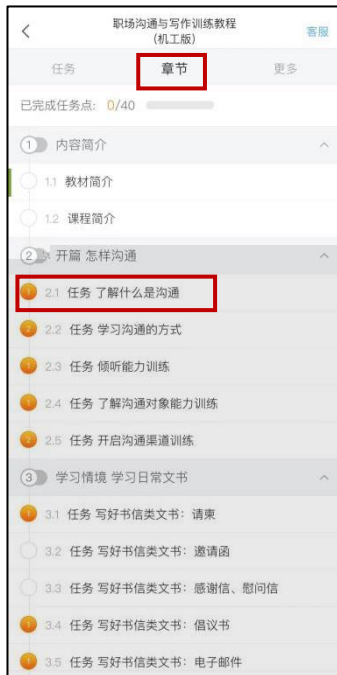 职场沟通与写作训练教程
(机工版)
客服
任务
章节
更多
已完成任务点: 0/40
1 内容简介
1.1 教材简介
1.2 课程简介
2 开篇 怎样沟通
1 2.1 任务 了解什么是沟通
2 2.2 任务 学习沟通的方式
1 2.3 任务 倾听能力训练
1 2.4 任务 了解沟通对象能力训练
2 2.5 任务 开启沟通渠道训练
3 学习情境 学习日常文书
1 3.1 任务 写好书信类文书: 请柬
3.2 任务 写好书信类文书: 邀请函
3.3 任务 写好书信类文书: 感谢信、慰问信
1 3.4 任务 写好书信类文书: 倡议书
1 3.5 任务 写好书信类文书: 电子邮件